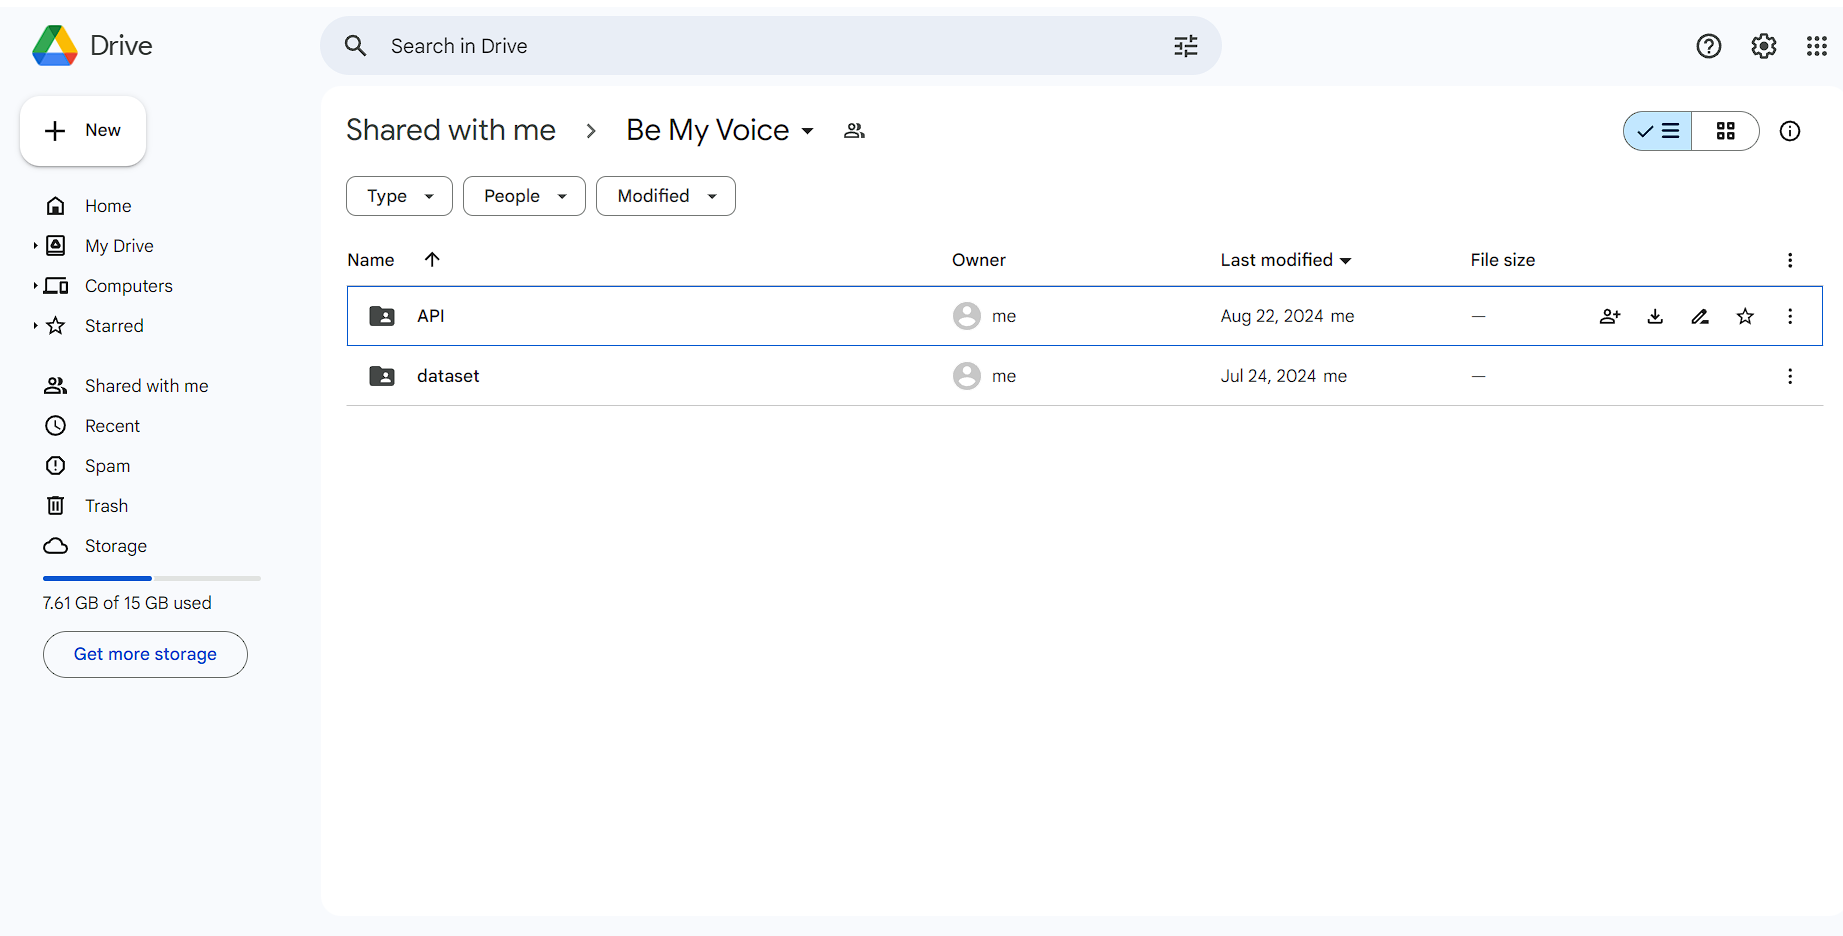 Drive
Search in Drive
New
Home
My Drive
Computers
Starred
Shared with me
Recent
Spam
Trash
Storage
7.61 GB of 15 GB used
Get more storage
Shared with me > Be My Voice
Type People Modified
Name Owner Last modified File size
API me Aug 22, 2024 me —
dataset me Jul 24, 2024 me —